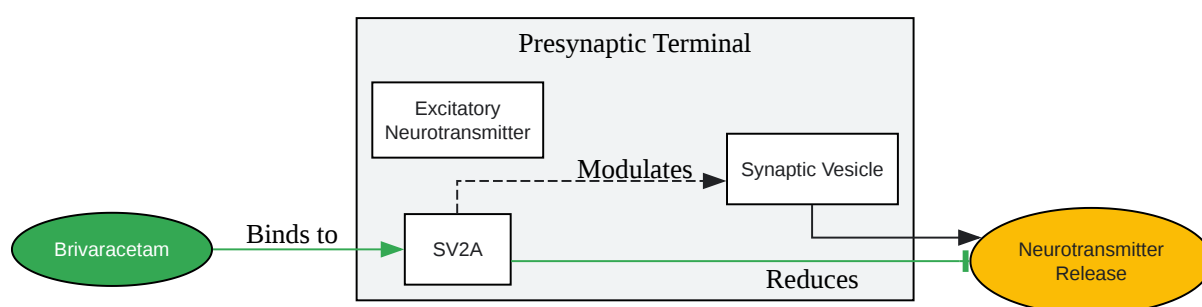 Presynaptic Terminal
Excitatory
Neurotransmitter
Modulates
Synaptic Vesicle
Brivaracetam
Binds to
SV2A
Reduces
Neurotransmitter
Release